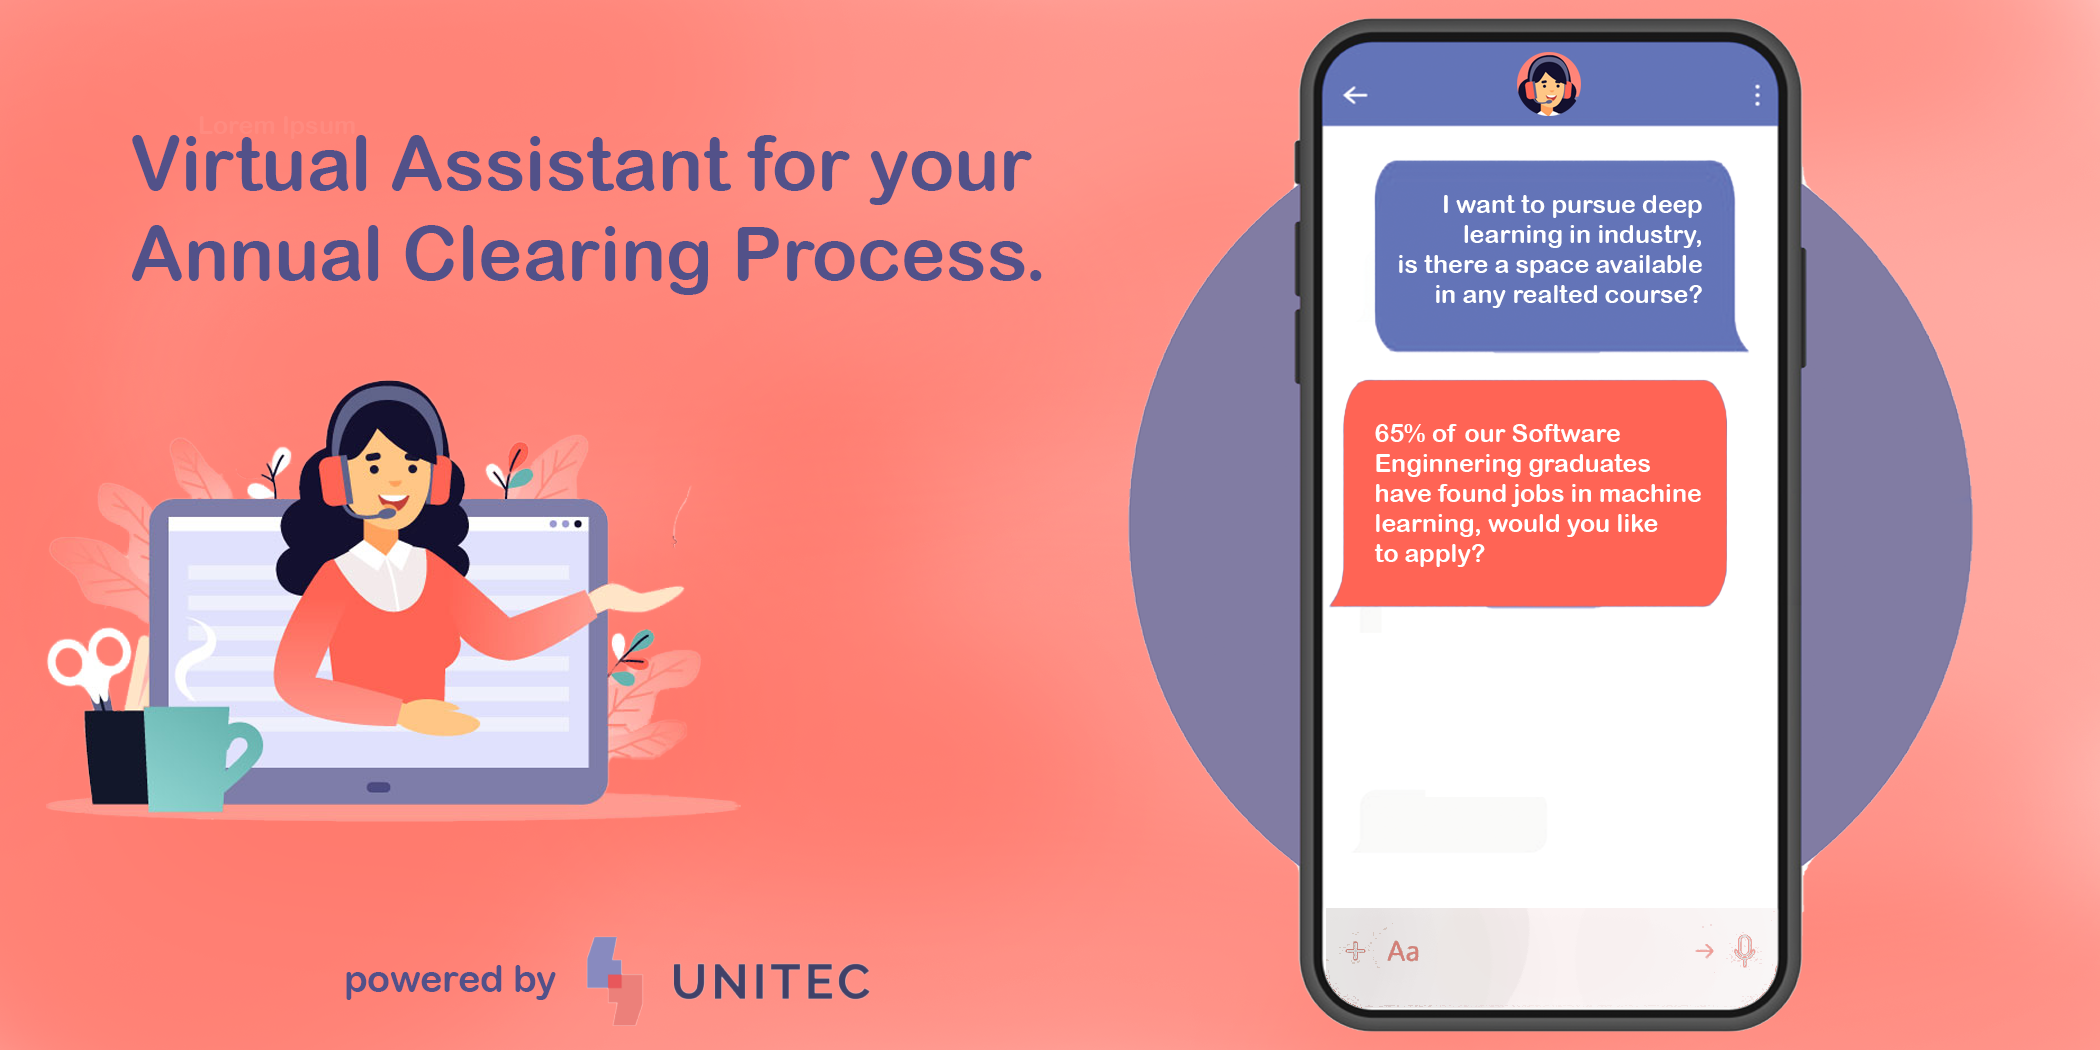 Lorem Ipsum
Virtual Assistant for your
Annual Clearing Process.
powered by UNITEC
I want to pursue deep
learning in industry,
is there a space available
in any realted course?
65% of our Software
Enginnering graduates
have found jobs in machine
learning, would you like
to apply?
Aa